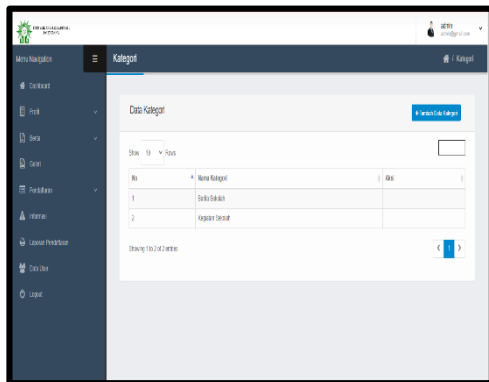 admin
Menu Navigation
Kategori
/ Kategori
Dashboard
Profil
Berita
Galeri
Pendaftaran
Informasi
Laporan Pendaftaran
Data User
Logout
Data Kategori
+ Tambah Data Kategori
Show 10 Rows
No Nama Kategori Aksi
1 Berita Sekolah
2 Kegiatan Sekolah
Showing 1 to 2 of 2 entries
1